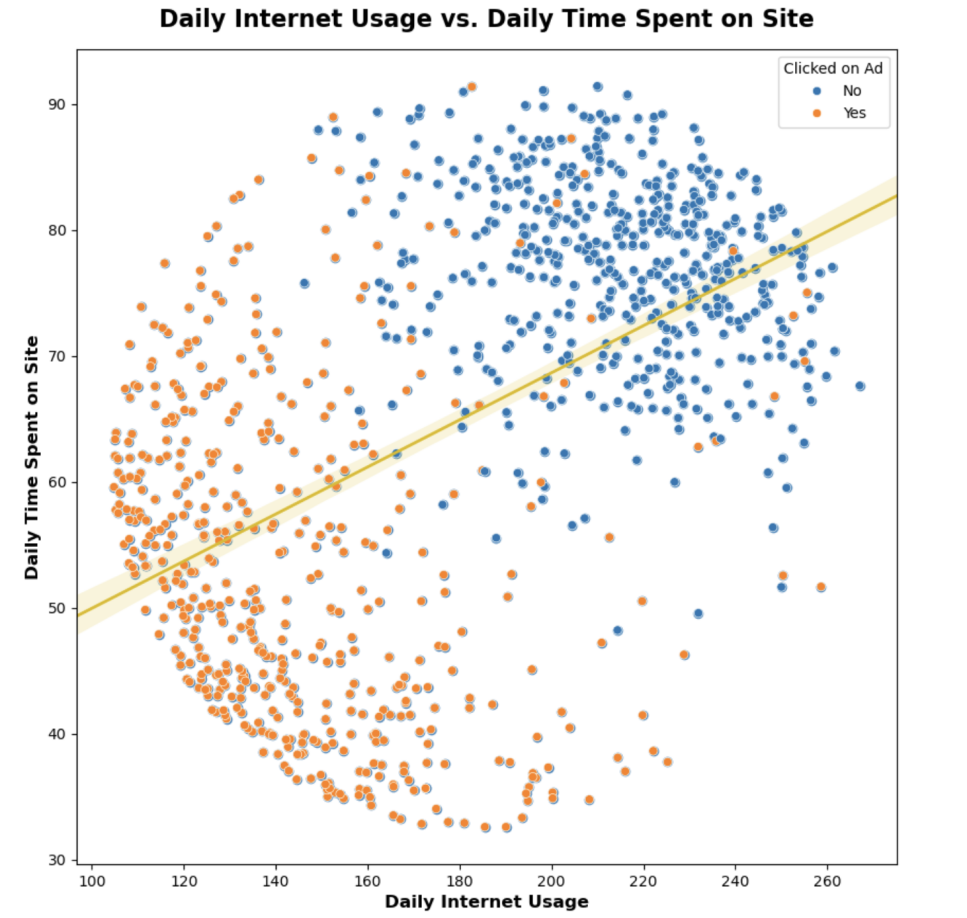 Daily Internet Usage vs. Daily Time Spent on Site
Clicked on Ad
No
Yes
Daily Time Spent on Site
90
80
70
60
50
40
30
100 120 140 160 180 200 220 240 260
Daily Internet Usage